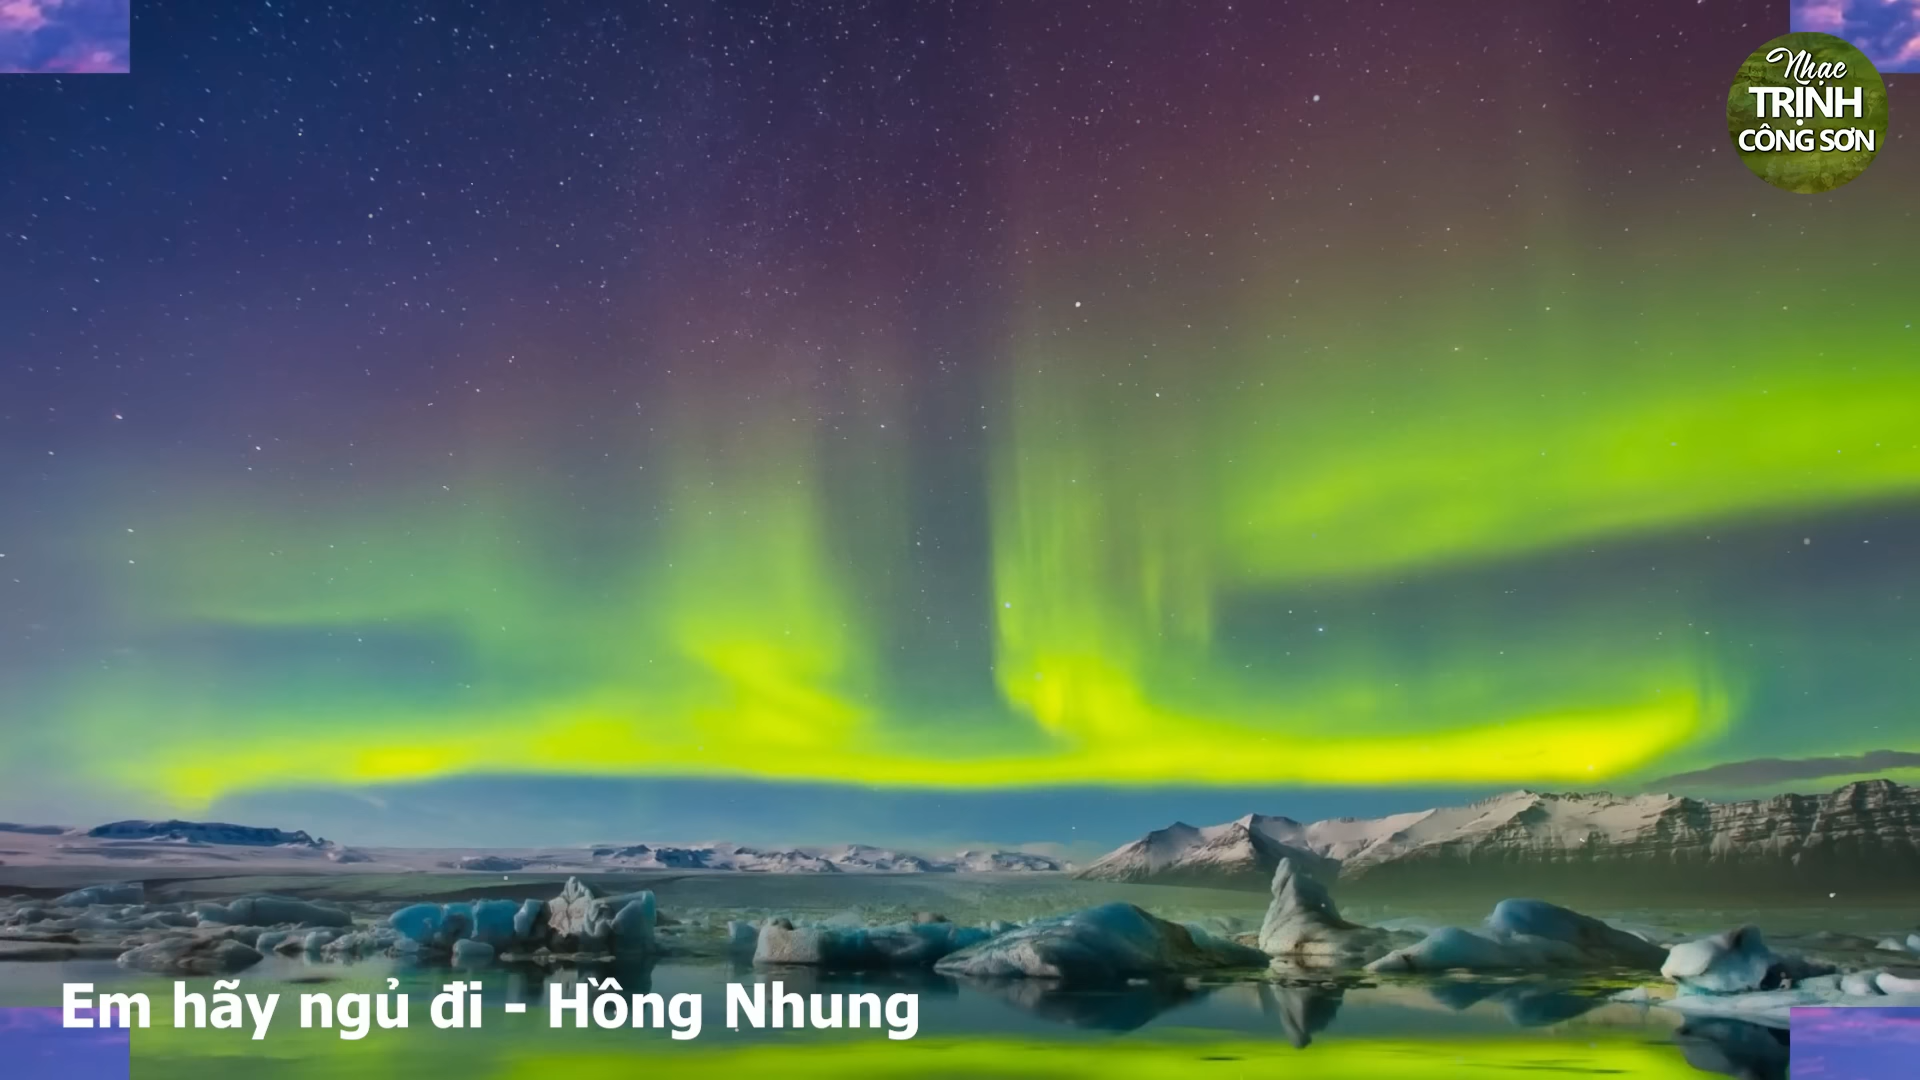 Nhạc
TRỊNH
CÔNG SƠN
Em hãy ngủ đi - Hồng Nhung